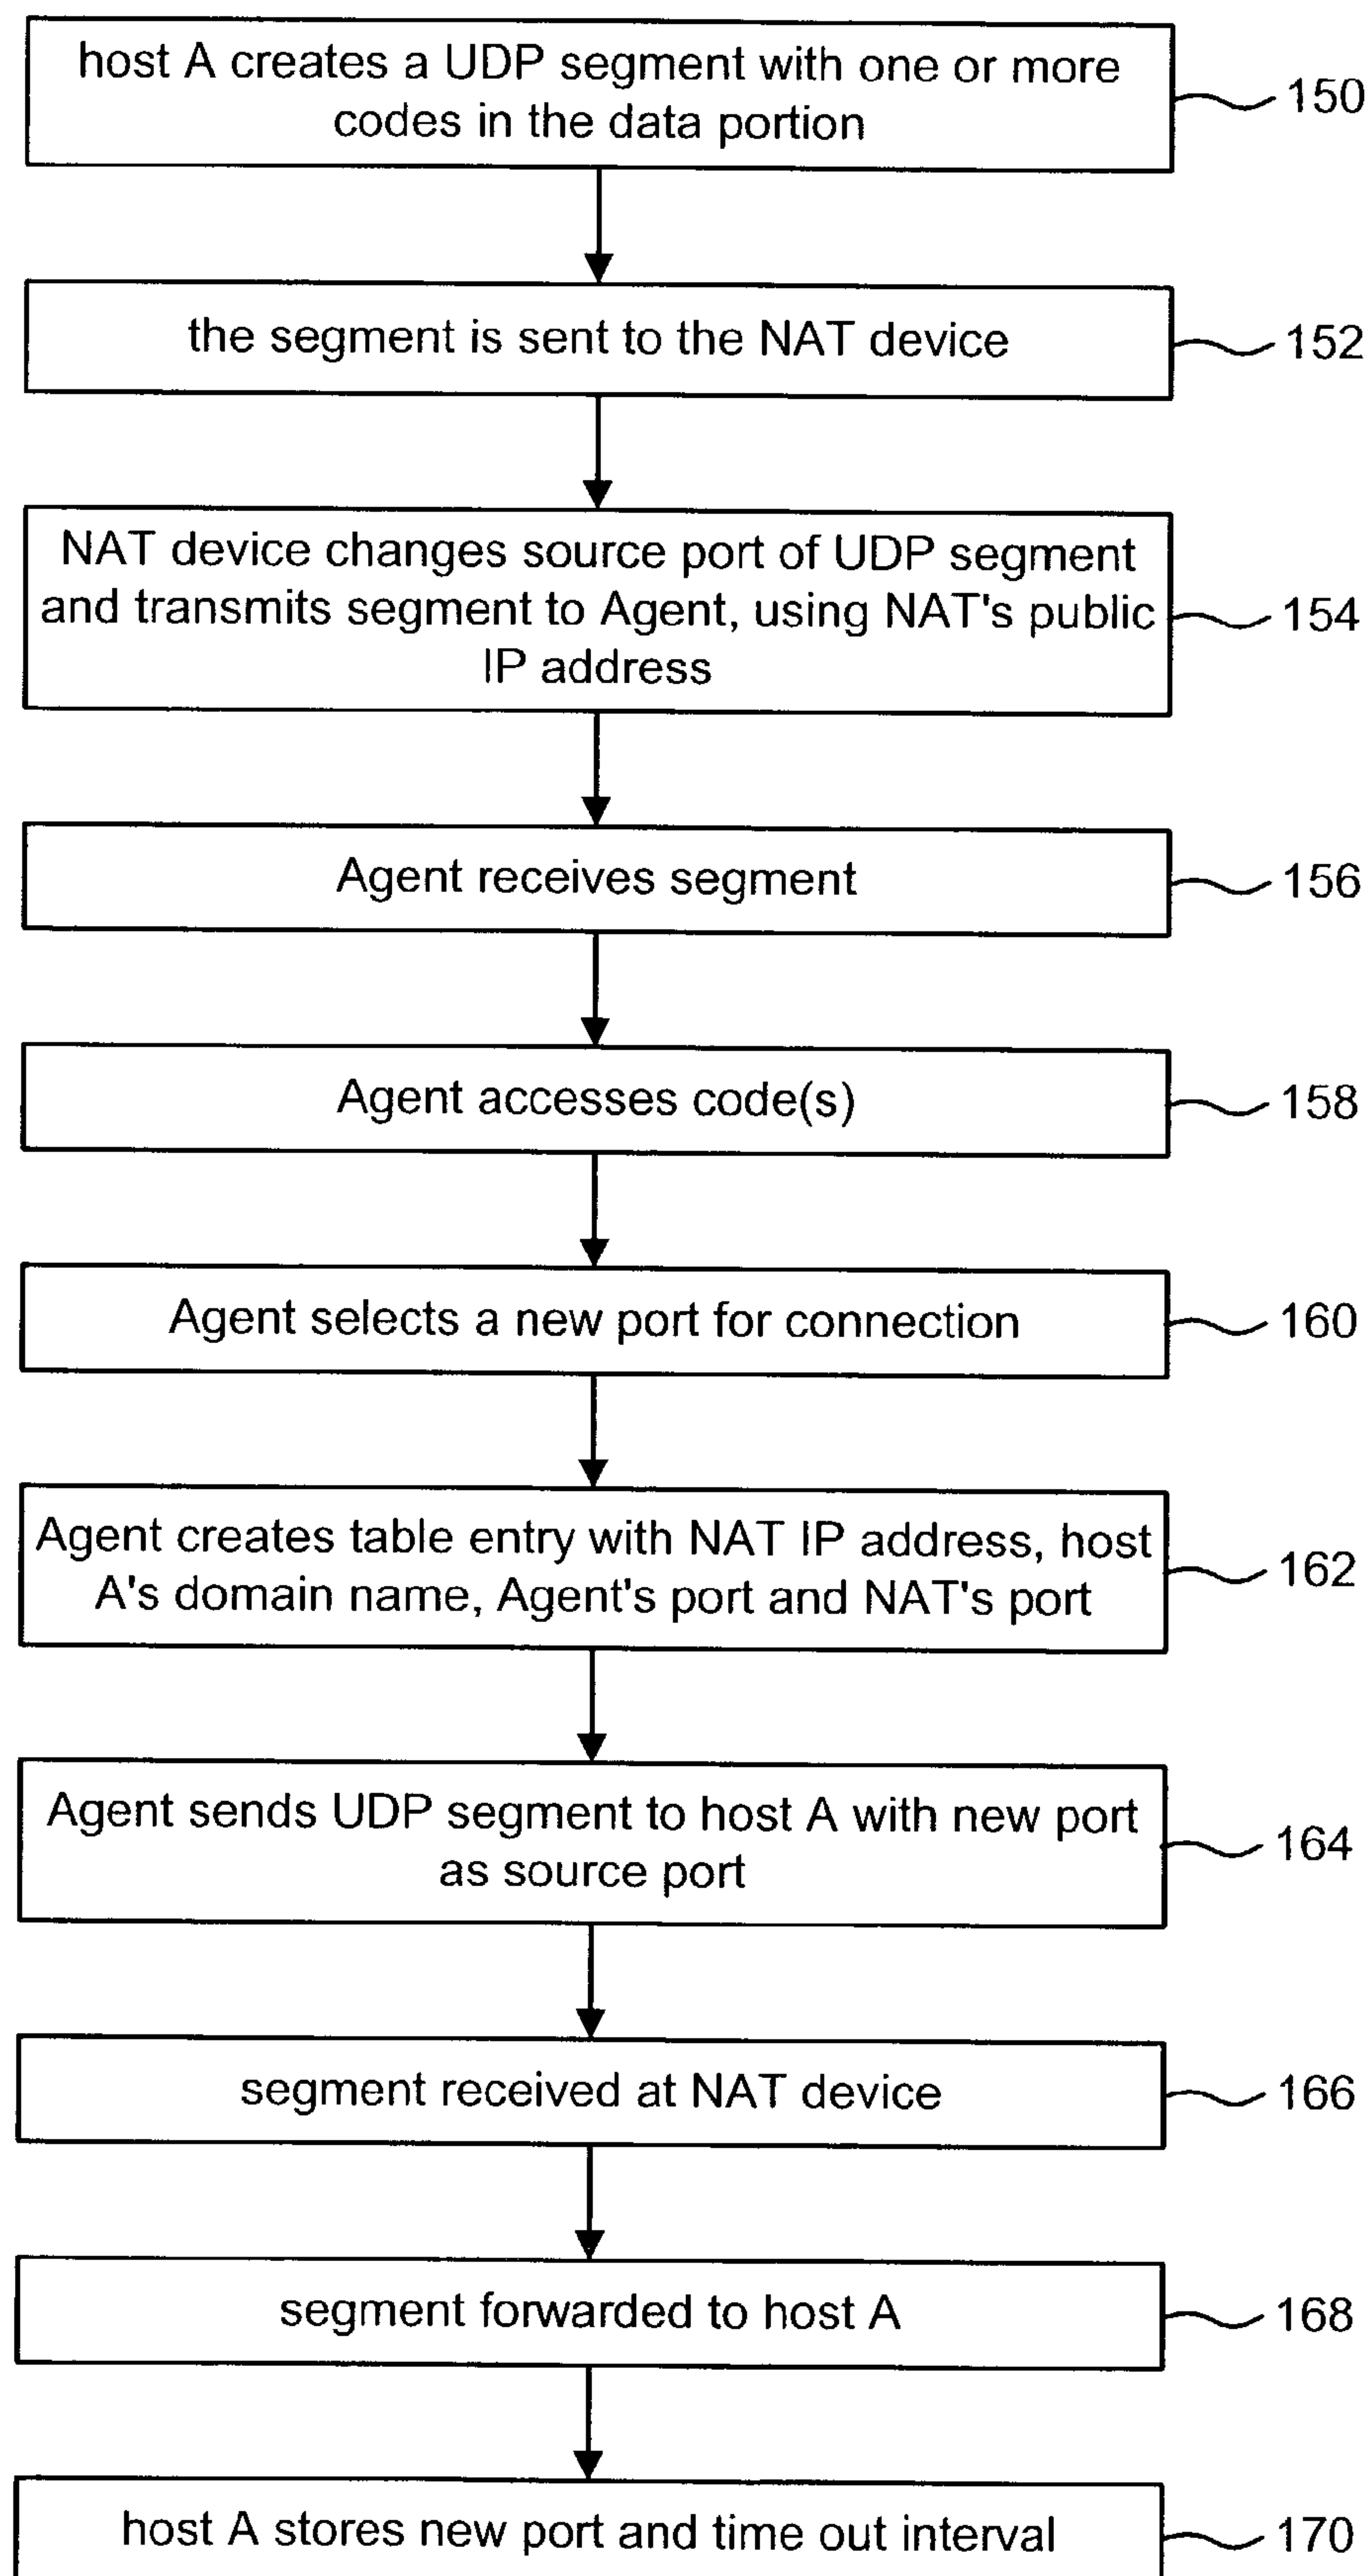 host A creates a UDP segment with one or more
codes in the data portion
150
the segment is sent to the NAT device
152
NAT device changes source port of UDP segment
and transmits segment to Agent, using NAT's public
IP address
154
Agent receives segment
156
Agent accesses code(s)
158
Agent selects a new port for connection
160
Agent creates table entry with NAT IP address, host
A's domain name, Agent's port and NAT's port
162
Agent sends UDP segment to host A with new port
as source port
164
segment received at NAT device
166
segment forwarded to host A
168
host A stores new port and time out interval
170